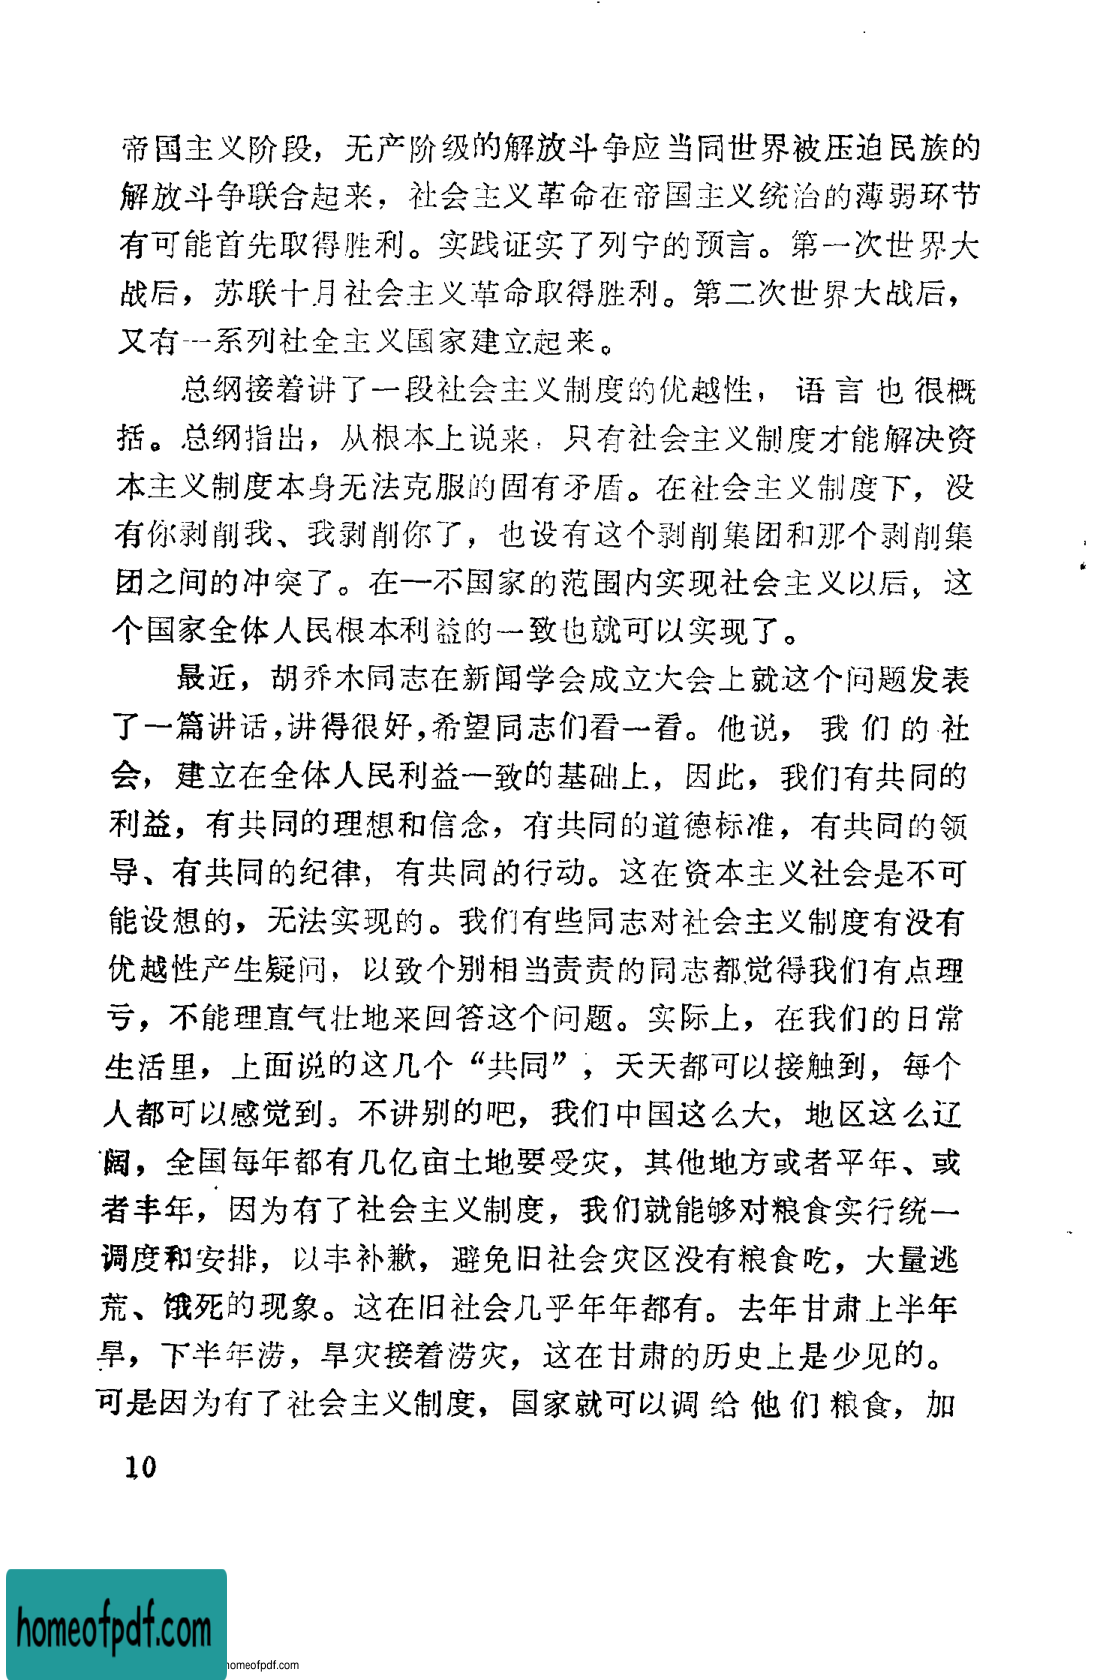 帝国主义阶段，无产阶级的解放斗争应当同世界被压迫民族的
解放斗争联合起来，社会主义革命在帝国主义统治的薄弱环节
有可能首先取得胜利。实践证实了列宁的预言。第一次世界大
战后，苏联十月社会主义革命取得胜利。第二次世界大战后，
又有一系列社全主义国家建立起来。
总纲接着讲了一段社会主义制度的优越性，语言也很概
括。总纲指出，从根本上说来，只有社会主义制度才能解决资
本主义制度本身无法克服的固有矛盾。在社会主义制度下，没
有你剥削我、我剥削你了，也设有这个剥削集团和那个剥削集
团之间的冲突了。在一不国家的范围内实现社会主义以后，这
个国家全体人民根本利益的一致也就可以实现了。
最近，胡乔木同志在新闻学会成立大会上就这个问题发表
了一篇讲话，讲得很好，希望同志们看一看。他说，我们的社
会，建立在全体人民利益一致的基础上，因此，我们有共同的
利益，有共同的理想和信念，有共同的道德标准，有共同的领
导、有共同的纪律，有共同的行动。这在资本主义社会是不可
能设想的，无法实现的。我们有些同志对社会主义制度有没有
优越性产生疑问，以致个别相当责责的同志都觉得我们有点理
亏，不能理直气壮地来回答这个问题。实际上，在我们的日常
生活里，上面说的这几个“共同”，天天都可以接触到，每个
人都可以感觉到。不讲别的吧，我们中国这么大，地区这么辽
阔，全国每年都有几亿亩土地要受灾，其他地方或者平年、或
者丰年，因为有了社会主义制度，我们就能够对粮食实行统一
调度和安排，以丰补歉，避免旧社会灾区没有粮食吃，大量逃
荒、饿死的现象。这在旧社会几乎年年都有。去年甘肃上半年
旱，下半年涝，旱灾接着涝灾，这在甘肃的历史上是少见的。
可是因为有了社会主义制度，国家就可以调给他们粮食，加
10
homeofpdf.com
homeofpdf.com